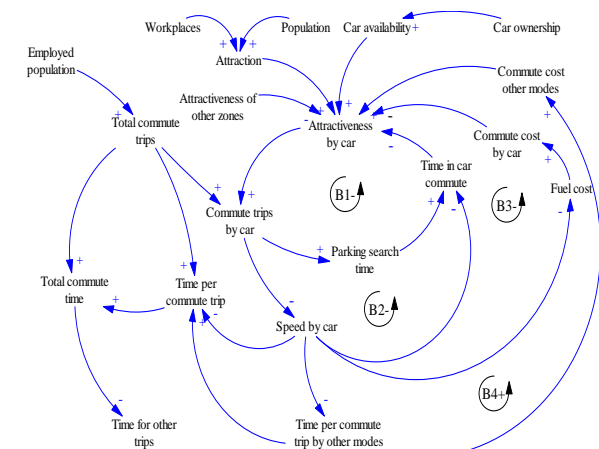 Workplaces
Population
Car availability
Car ownership
Employed
population
Attraction
Commute cost
other modes
Attractiveness of
other zones
Total commute
trips
Attractiveness
by car
Commute cost
by car
Time in car
commute
Fuel cost
B1-
B3-
Commute trips
by car
Parking search
time
Total commute
time
Time per
commute trip
B2-
Speed by car
B4+
Time for other
trips
Time per commute
trip by other modes
+
+
+
+
+
+
-
-
-
+
+
+
+
+
-
+
-
+
+
+
+
-
+
-
-
-